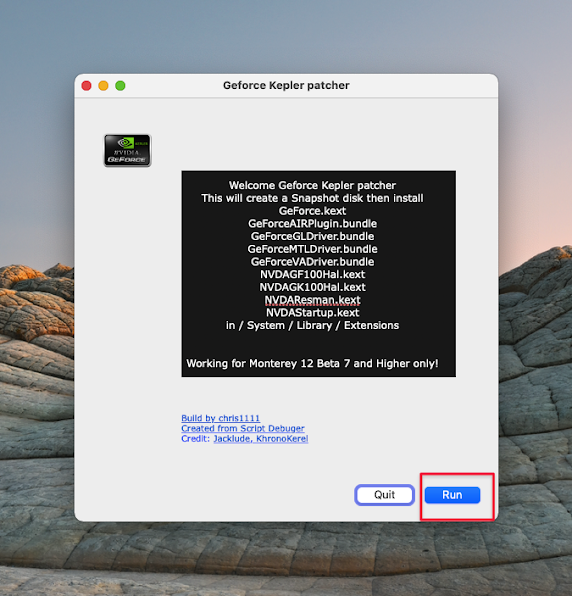 Geforce Kepler patcher
NVIDIA
GEFORCE
Welcome Geforce Kepler patcher
This will create a Snapshot disk then install
GeForce.kext
GeForceAIRPlugin.bundle
GeForceGLDriver.bundle
GeForceMTLDriver.bundle
GeForceVADriver.bundle
NVDAGF100Hal.kext
NVDAGK100Hal.kext
NVDAResman.kext
NVDAStartup.kext
in / System / Library / Extensions
Working for Monterey 12 Beta 7 and Higher only!
Build by chris1111
Created from Script Debuger
Credit: Jacklude, KhronoKerel
Quit
Run